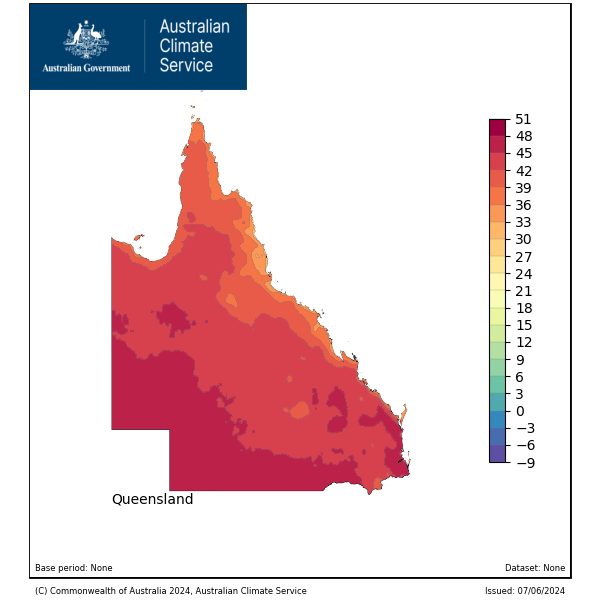 Australian Government
Australian
Climate
Service
51
48
45
42
39
36
33
30
27
24
21
18
15
12
9
6
3
0
−3
−6
−9
Queensland
Base period: None
Dataset: None
(C) Commonwealth of Australia 2024, Australian Climate Service
Issued: 07/06/2024